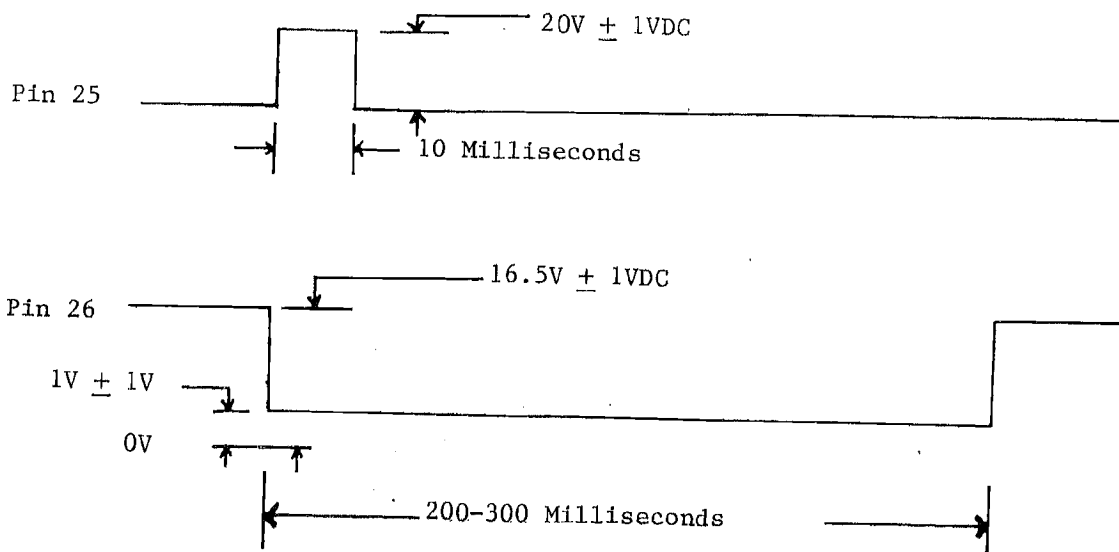 20V ± 1VDC
Pin 25
10 Milliseconds
16.5V ± 1VDC
Pin 26
1V ± 1V
0V
200-300 Milliseconds